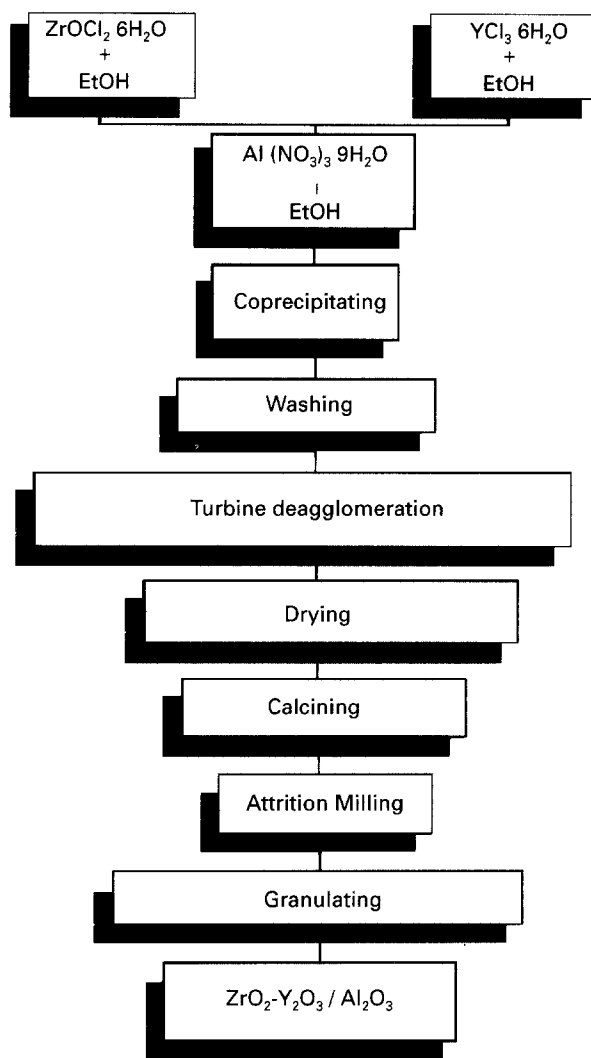 ZrOCl₂ 6H₂O
+
EtOH
YCl₃ 6H₂O
+
EtOH
Al (NO₃)₃ 9H₂O
+
EtOH
Coprecipitating
Washing
Turbine deagglomeration
Drying
Calcining
Attrition Milling
Granulating
ZrO₂-Y₂O₃ / Al₂O₃